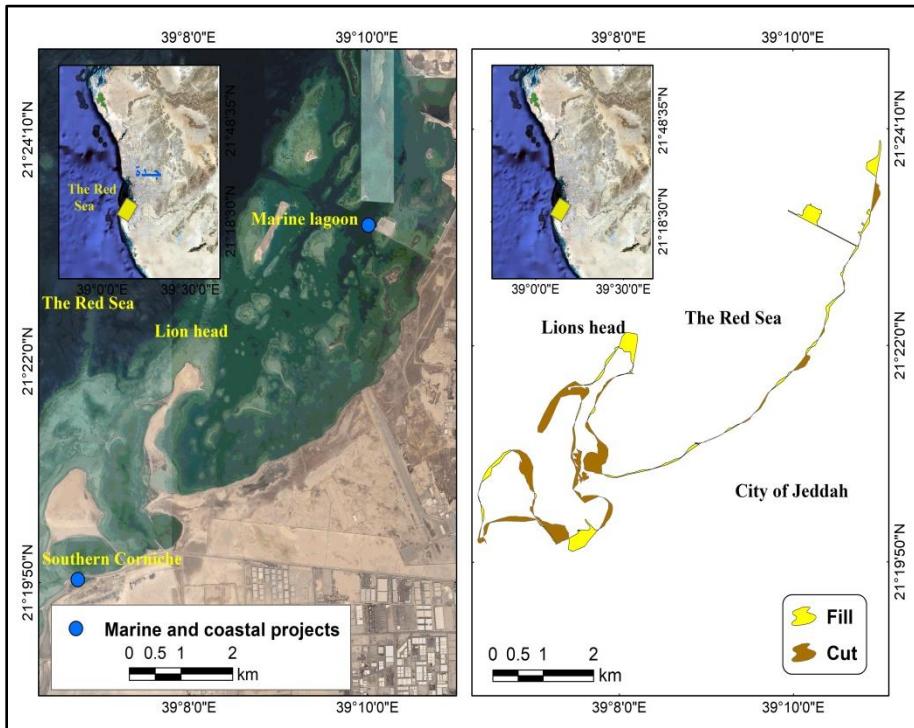 39°8'0"E
39°10'0"E
21°24'10"N
21°22'0"N
21°19'50"N
21°48'35"N
21°18'30"N
39°0'0"E
39°30'0"E
جدة
The Red
Sea
Marine lagoon
The Red Sea
Lion head
Southern Corniche
Marine and coastal projects
0 0.5 1 2
km
39°8'0"E
39°10'0"E
39°8'0"E
39°10'0"E
21°48'35"N
21°18'30"N
39°0'0"E
39°30'0"E
21°24'10"N
21°22'0"N
21°19'50"N
The Red Sea
Lions head
City of Jeddah
Fill
Cut
0 0.5 1 2
km
39°8'0"E
39°10'0"E